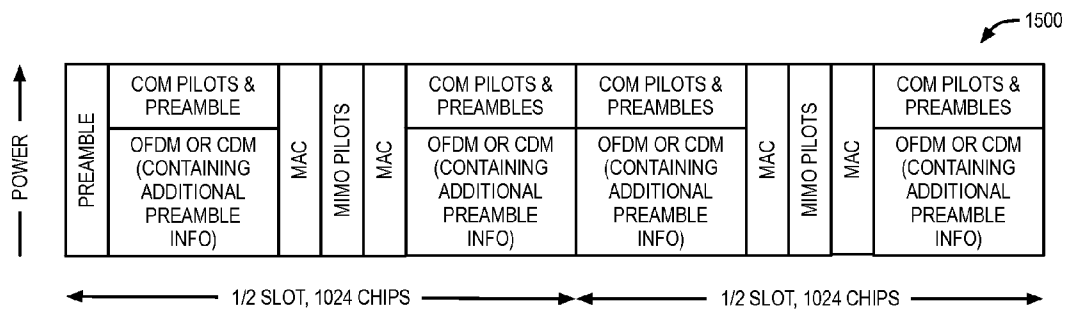 1500
POWER
PREAMBLE
COM PILOTS &
PREAMBLE
OFDM OR CDM
(CONTAINING
ADDITIONAL
PREAMBLE
INFO)
MAC
MIMO PILOTS
MAC
COM PILOTS &
PREAMBLES
OFDM OR CDM
(CONTAINING
ADDITIONAL
PREAMBLE
INFO)
COM PILOTS &
PREAMBLES
OFDM OR CDM
(CONTAINING
ADDITIONAL
PREAMBLE
INFO)
MAC
MIMO PILOTS
MAC
COM PILOTS &
PREAMBLES
OFDM OR CDM
(CONTAINING
ADDITIONAL
PREAMBLE
INFO)
1/2 SLOT, 1024 CHIPS
1/2 SLOT, 1024 CHIPS